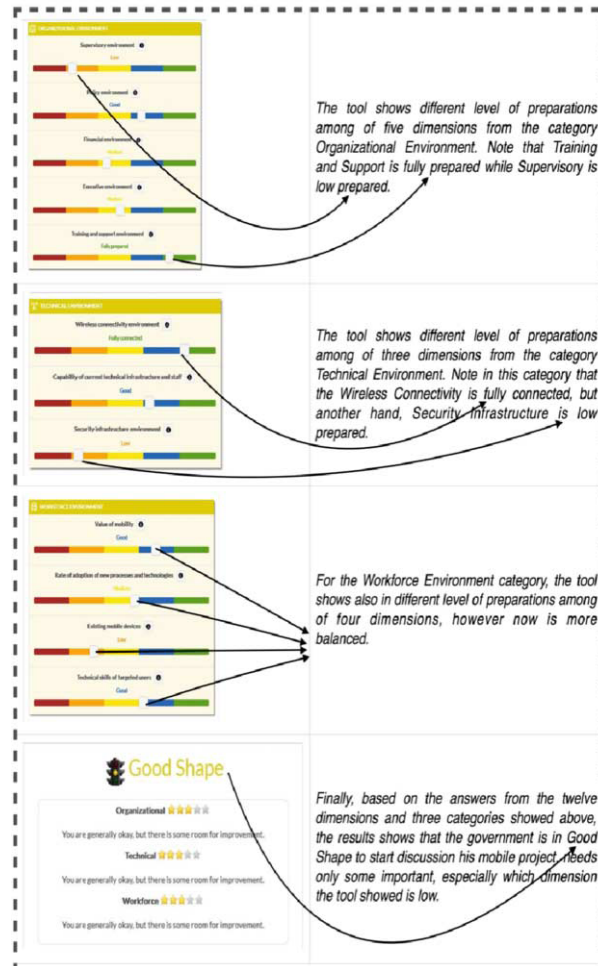 ORGANIZATIONAL ENVIRONMENT
Supervisory environment
Low
Policy environment
Good
Financial environment
Medium
Executive environment
Medium
Training and support environment
Fully prepared
The tool shows different level of preparations
among of five dimensions from the category
Organizational Environment. Note that Training
and Support is fully prepared while Supervisory is
low prepared.
TECHNICAL ENVIRONMENT
Wireless connectivity environment
Fully connected
Capability of current technical infrastructure and staff
Good
Security infrastructure environment
Low
The tool shows different level of preparations
among of three dimensions from the category
Technical Environment. Note in this category that
the Wireless Connectivity is fully connected, but
another hand, Security Infrastructure is low
prepared.
WORKFORCE ENVIRONMENT
Value of mobility
Good
Rate of adoption of new processes and technologies
Medium
Existing mobile devices
Low
Technical skills of targeted users
Good
For the Workforce Environment category, the tool
shows also in different level of preparations among
of four dimensions, however now is more
balanced.
Good Shape
Organizational
You are generally okay, but there is some room for improvement.
Technical
You are generally okay, but there is some room for improvement.
Workforce
You are generally okay, but there is some room for improvement.
Finally, based on the answers from the twelve
dimensions and three categories showed above,
the results shows that the government is in Good
Shape to start discussion his mobile project, needs
only some important, especially which dimension
the tool showed is low.